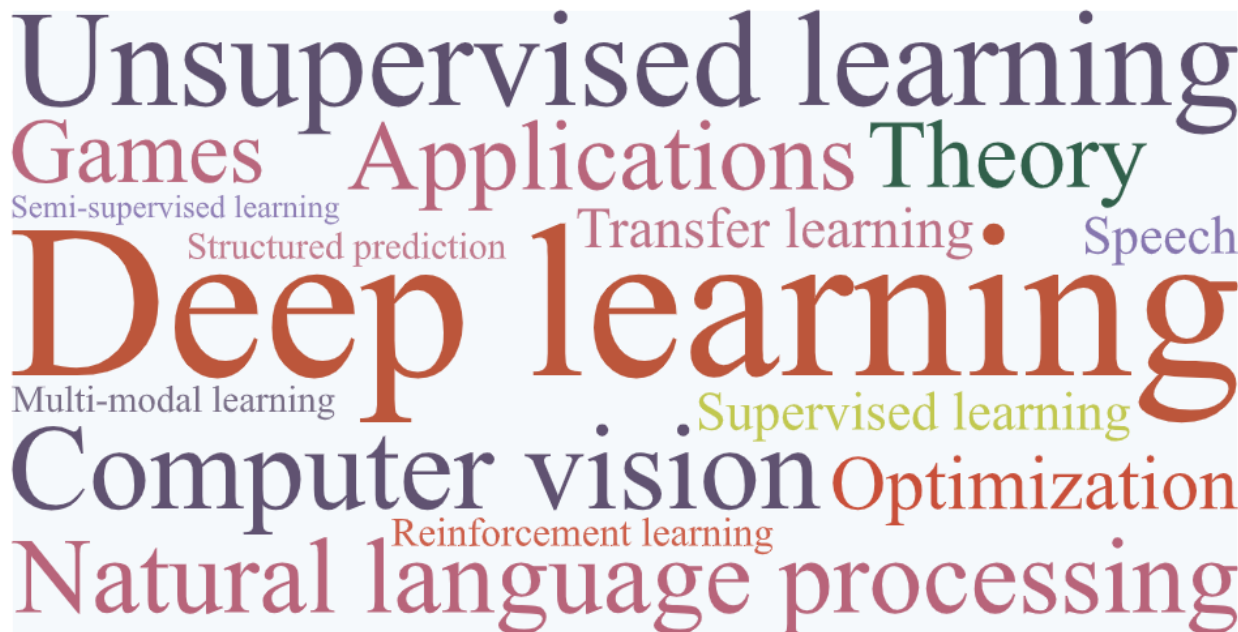 Unsupervised learning
Games Applications Theory
Semi-supervised learning
Transfer learning Speech
Structured prediction
Deep learning
Multi-modal learning
Supervised learning
Computer vision
Optimization
Reinforcement learning
Natural language processing